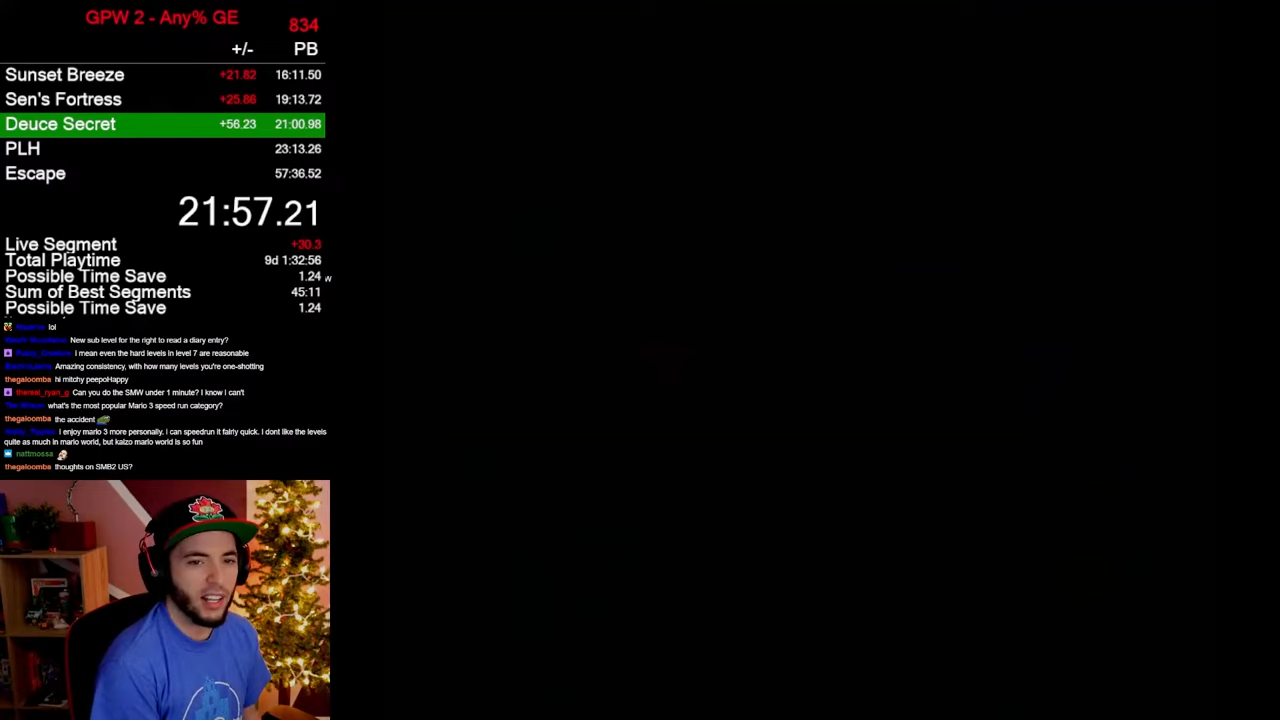 GPW 2 - Any% GE
834
+/- PB
Sunset Breeze +21.82 16:11.50
Sen's Fortress +25.86 19:13.72
Deuce Secret +56.23 21:00.98
PLH 23:13.26
Escape 57:36.52
21:57.21
Live Segment +30.3
Total Playtime 9d 1:32:56
Possible Time Save 1.24
Sum of Best Segments 45:11
Possible Time Save 1.24
lol
New sub level for the right to read a diary entry?
I mean even the hard levels in level 7 are reasonable
Amazing consistency, with how many levels you're one-shotting
thegaloomba hi mitchy peepoHappy
thereal_ryan_g Can you do the SMW under 1 minute? I know I can't
what's the most popular Mario 3 speed run category?
thegaloomba the accident
I enjoy mario 3 more personally. I can speedrun it fairly quick. I dont like the levels
quite as much in mario world, but kaizo mario world is so fun
nattmossa
thegaloomba thoughts on SMB2 US?